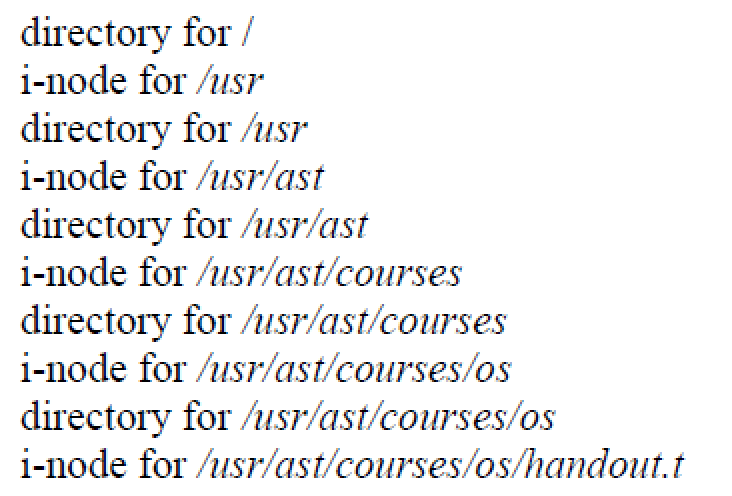 directory for /
i-node for /usr
directory for /usr
i-node for /usr/ast
directory for /usr/ast
i-node for /usr/ast/courses
directory for /usr/ast/courses
i-node for /usr/ast/courses/os
directory for /usr/ast/courses/os
i-node for /usr/ast/courses/os/handout.t